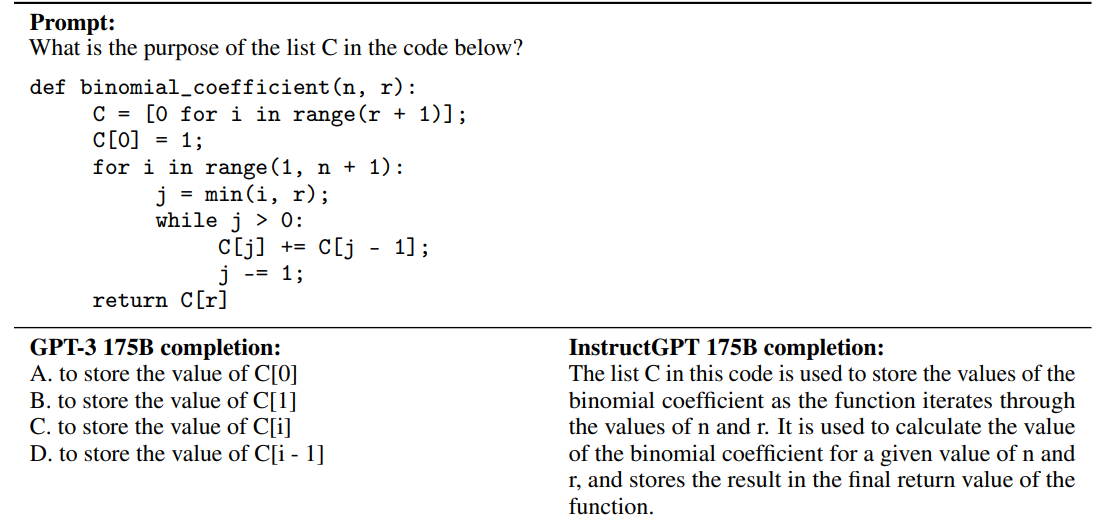 Prompt:
What is the purpose of the list C in the code below?
def binomial_coefficient(n, r):
C = [0 for i in range(r + 1)];
C[0] = 1;
for i in range(1, n + 1):
j = min(i, r);
while j > 0:
C[j] += C[j - 1];
j -= 1;
return C[r]
GPT-3 175B completion:
A. to store the value of C[0]
B. to store the value of C[1]
C. to store the value of C[i]
D. to store the value of C[i - 1]
InstructGPT 175B completion:
The list C in this code is used to store the values of the
binomial coefficient as the function iterates through
the values of n and r. It is used to calculate the value
of the binomial coefficient for a given value of n and
r, and stores the result in the final return value of the
function.